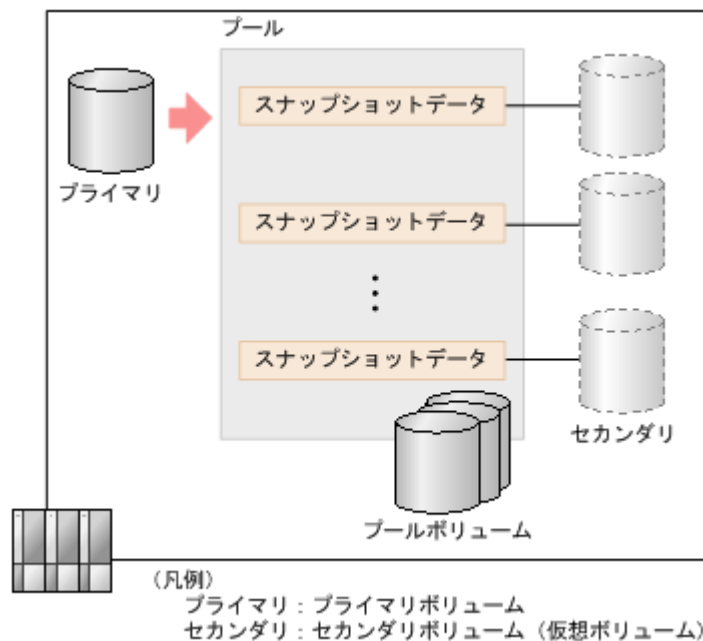 プール
スナップショットデータ
プライマリ
スナップショットデータ
スナップショットデータ
セカンダリ
プールボリューム
（凡例）
プライマリ：プライマリボリューム
セカンダリ：セカンダリボリューム（仮想ボリューム）